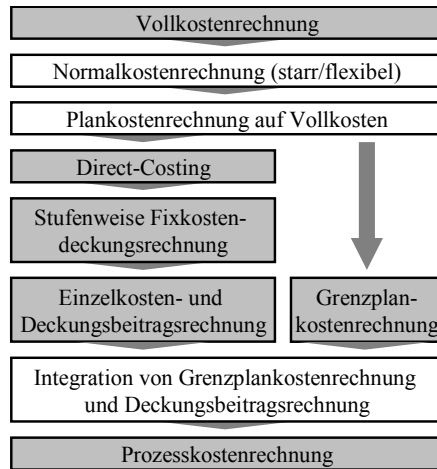 Vollkostenrechnung
Normalkostenrechnung (starr/flexibel)
Plankostenrechnung auf Vollkosten
Direct-Costing
Stufenweise Fixkosten-
deckungsrechnung
Einzelkosten- und
Deckungsbeitragsrechnung
Grenzplan-
kostenrechnung
Integration von Grenzplankostenrechnung
und Deckungsbeitragsrechnung
Prozesskostenrechnung